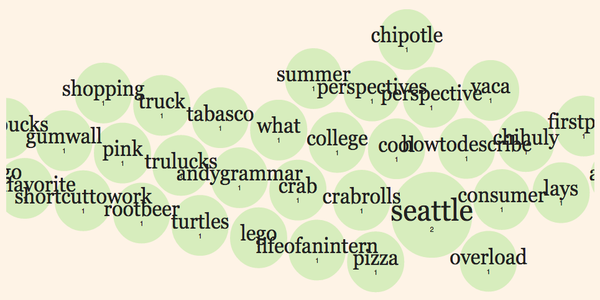 chipotle
1
summer
1
perspectives
1
perspective
vaca
1
shopping
1
truck
1
tabasco
1
what
1
college
1
cool
1
howtodescribe
chihuly
firstp
ucks
gumwall
1
pink
1
trulucks
1
andygrammar
1
crab
1
crabrolls
1
seattle
2
consumer
1
lays
1
go
favorite
shortcuttowork
1
rootbeer
1
turtles
1
lego
lifeofanintern
1
pizza
1
overload
1